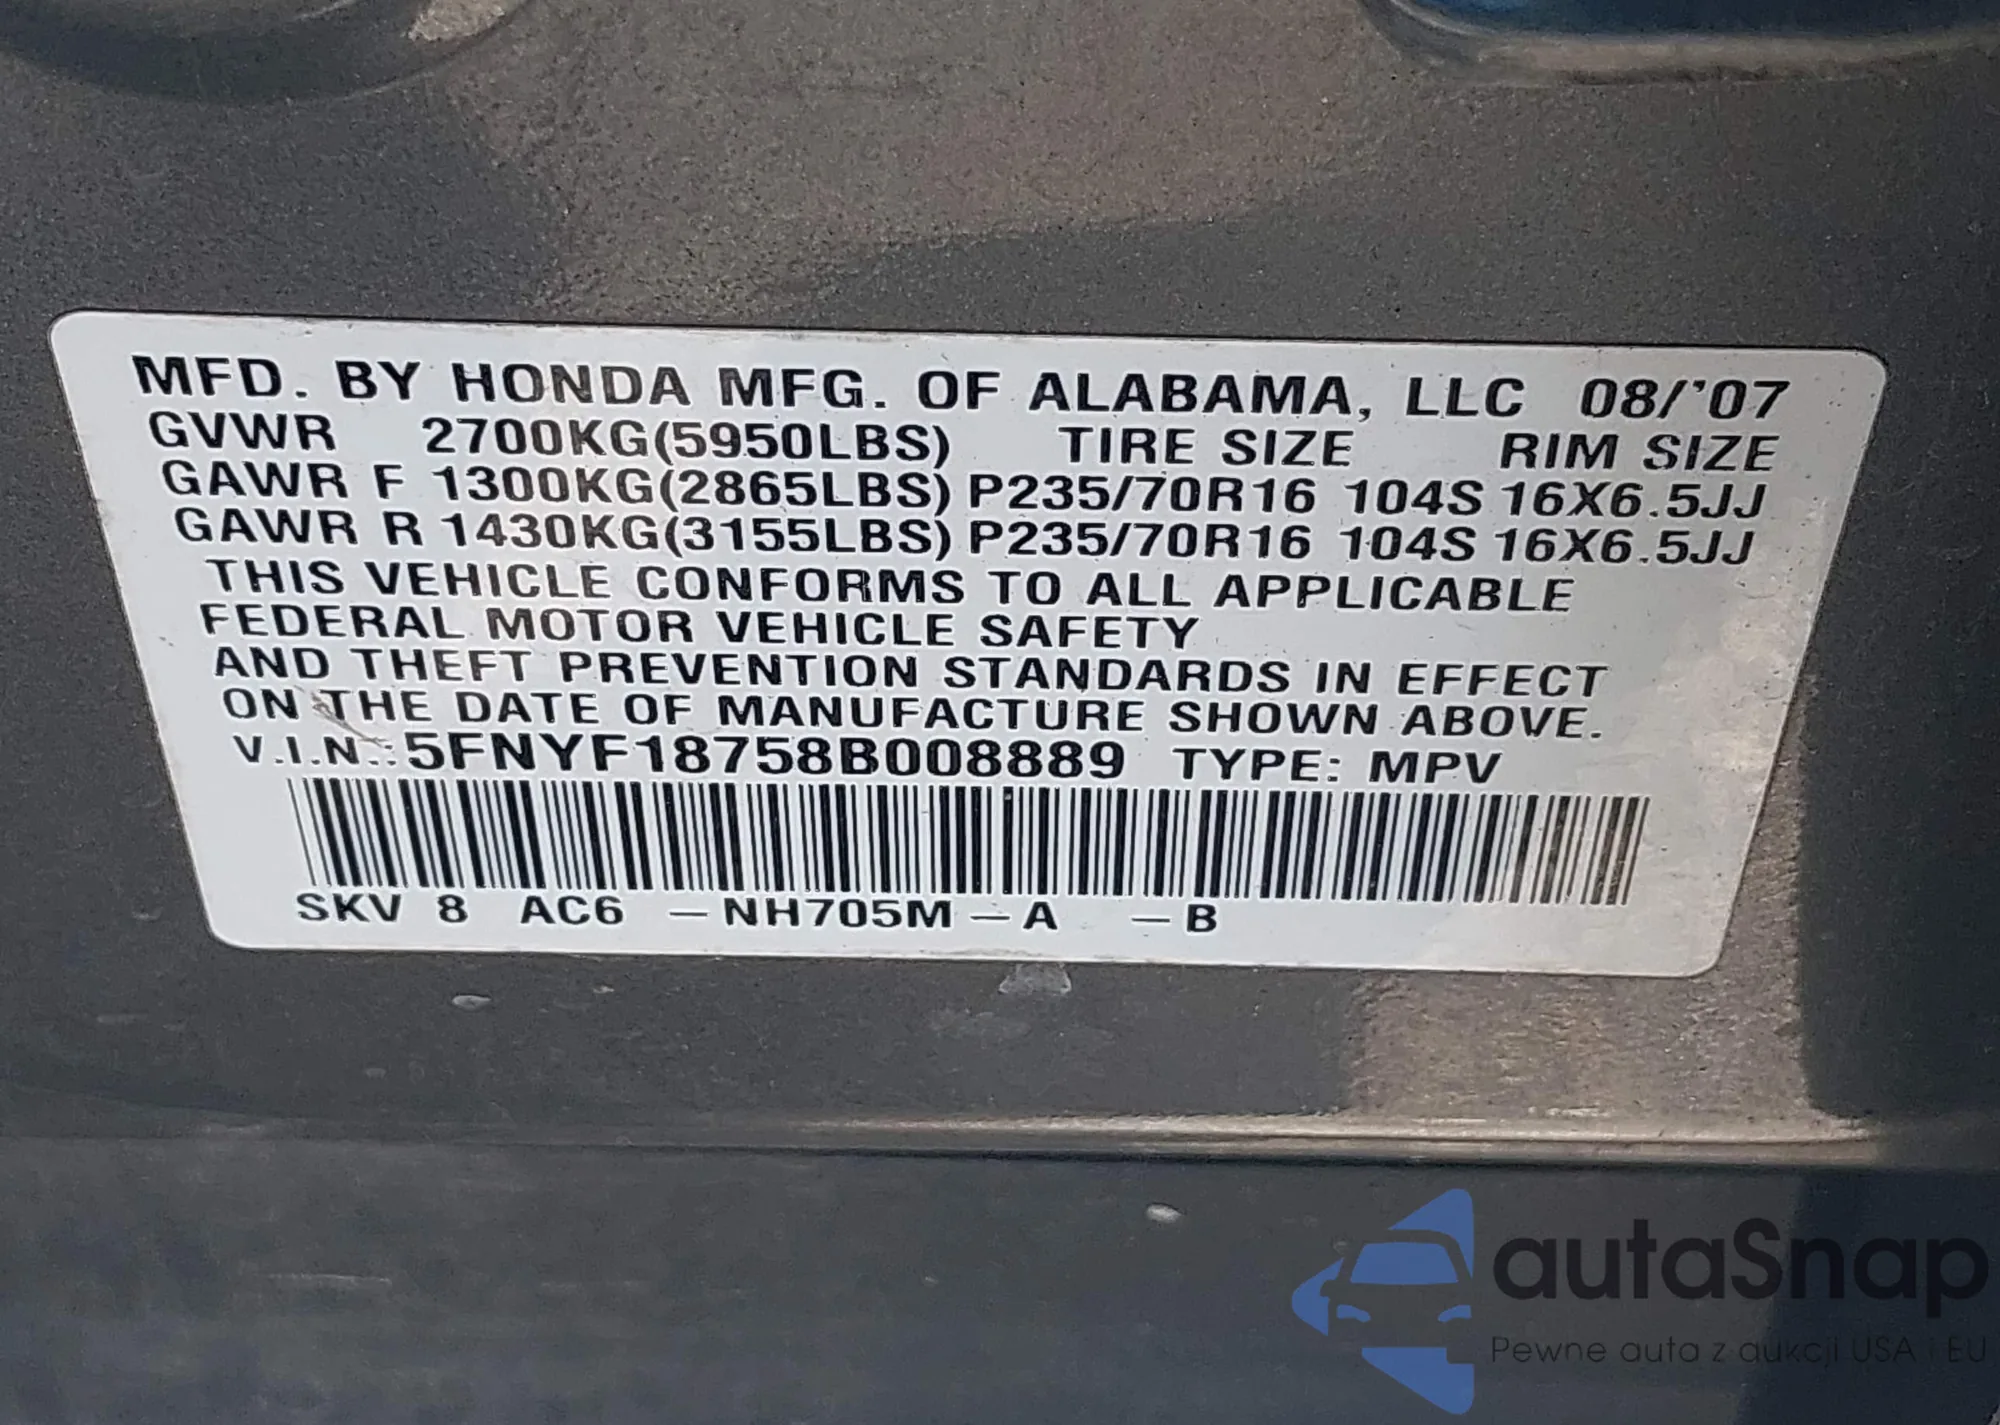 MFD. BY HONDA MFG. OF ALABAMA, LLC 08/'07
GVWR 2700KG(5950LBS) TIRE SIZE RIM SIZE
GAWR F 1300KG(2865LBS) P235/70R16 104S 16X6.5JJ
GAWR R 1430KG(3155LBS) P235/70R16 104S 16X6.5JJ
THIS VEHICLE CONFORMS TO ALL APPLICABLE
FEDERAL MOTOR VEHICLE SAFETY
AND THEFT PREVENTION STANDARDS IN EFFECT
ON THE DATE OF MANUFACTURE SHOWN ABOVE.
V.I.N.: 5FNYF18758B008889 TYPE: MPV
SKV 8 AC6 –NH705M–A –B
autaSnap
Pewne auta z aukcji USA i EU